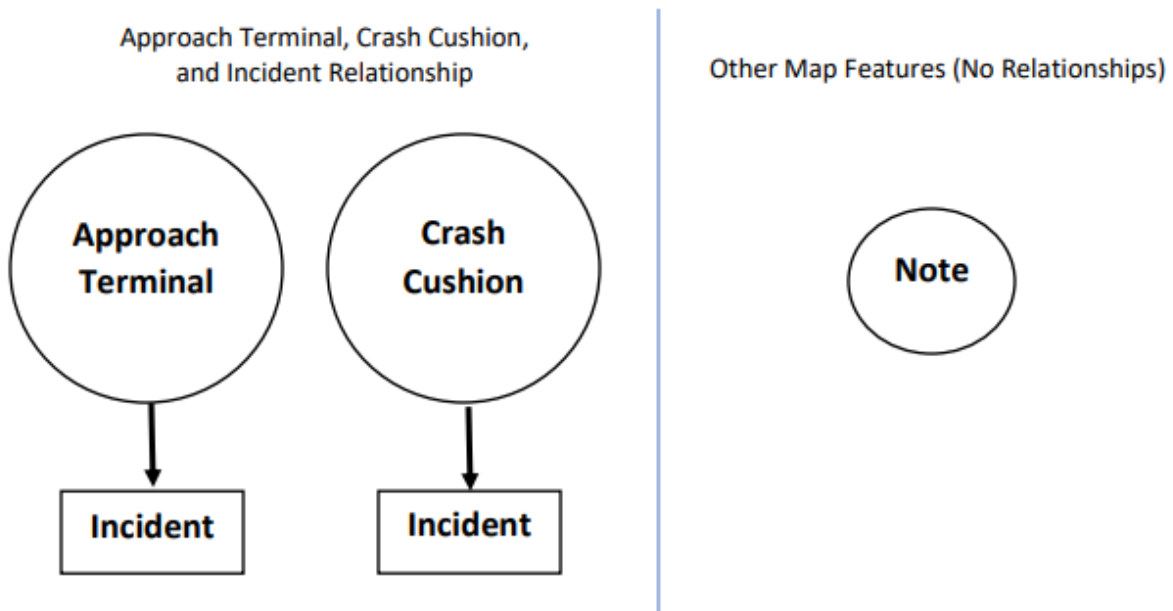 Approach Terminal, Crash Cushion,
and Incident Relationship
Approach
Terminal
Crash
Cushion
Incident
Incident
Other Map Features (No Relationships)
Note